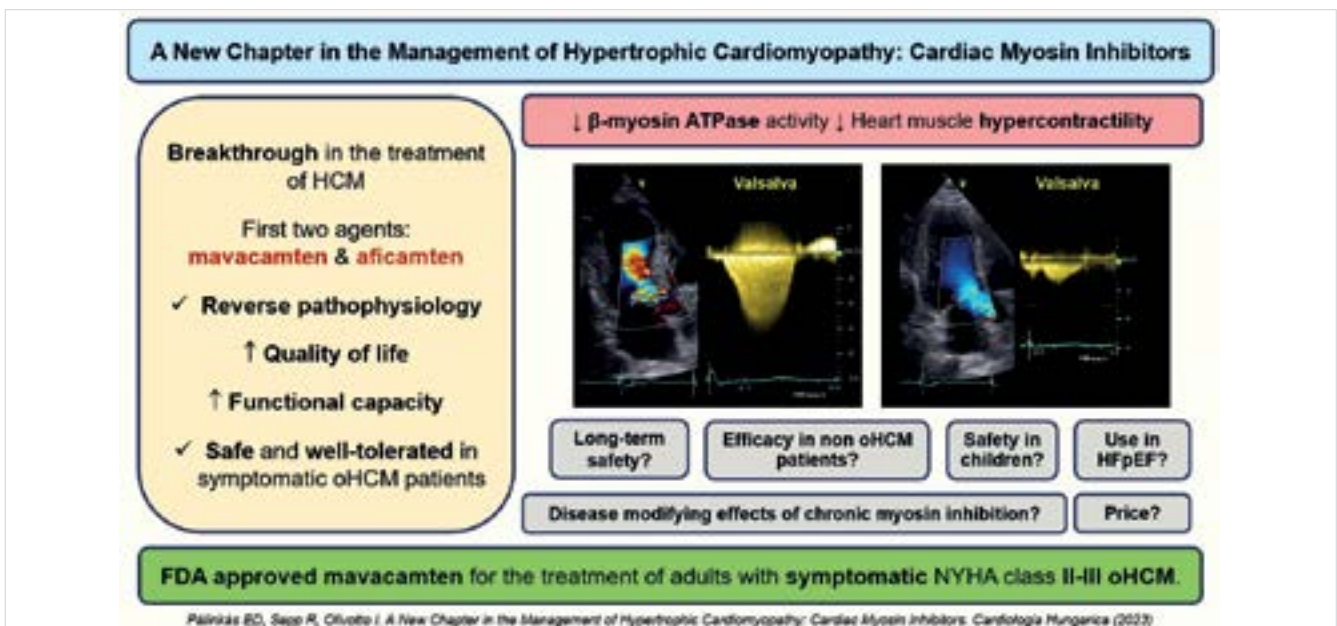 A New Chapter in the Management of Hypertrophic Cardiomyopathy: Cardiac Myosin Inhibitors
Breakthrough in the treatment
of HCM
First two agents:
mavacamten & aficamten
✓ Reverse pathophysiology
↑ Quality of life
↑ Functional capacity
✓ Safe and well-tolerated in
symptomatic oHCM patients
↓ β-myosin ATPase activity ↓ Heart muscle hypercontractility
Valsalva
Valsalva
Long-term
safety?
Efficacy in non oHCM
patients?
Safety in
children?
Use in
HFpEF?
Disease modifying effects of chronic myosin inhibition?
Price?
FDA approved mavacamten for the treatment of adults with symptomatic NYHA class II-III oHCM.
Pálinkás ED, Sepp R, Olivotto I. A New Chapter in the Management of Hypertrophic Cardiomyopathy: Cardiac Myosin Inhibitors. Cardiologia Hungarica (2023)